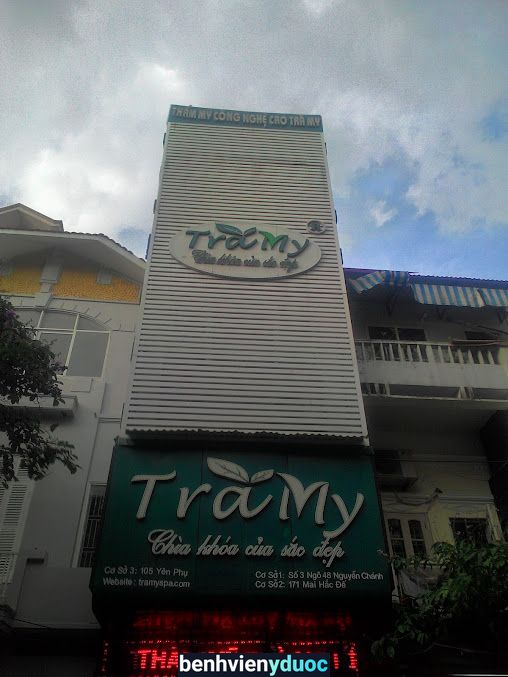 THẨM MỸ CÔNG NGHỆ CAO TRÀ MY
Trà My
®
Chìa khóa của sắc đẹp
Trà My
Chìa khóa của sắc đẹp
Cơ Sở 3: 105 Yên Phụ
Website: tramyspa.com
Cơ Sở1: Số 3 Ngõ 48 Nguyễn Chánh
Cơ Sở2: 171 Mai Hắc Đế
THẨM
benhvienyduoc